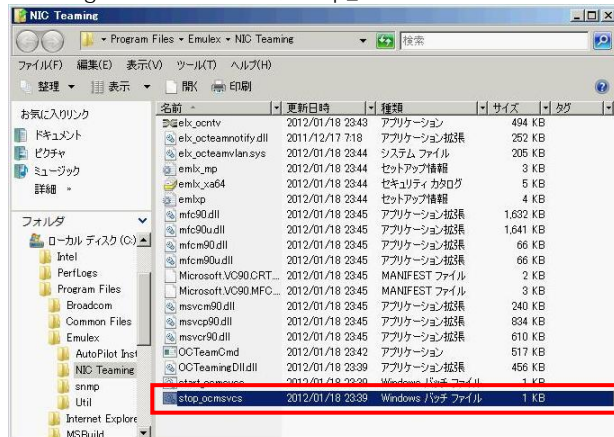 NIC Teaming
Program Files ▾ Emulex ▾ NIC Teaming
検索
ファイル(F) 編集(E) 表示(V) ツール(T) ヘルプ(H)
整理 ▾ 表示 ▾ 開く 印刷
お気に入りリンク
ドキュメント
ピクチャ
ミュージック
詳細 »
フォルダ
ローカル ディスク (C:)
Intel
PerfLogs
Program Files
Broadcom
Common Files
Emulex
AutoPilot Inst
NIC Teaming
snmp
Util
Internet Explore
MSBuild
名前 更新日時 種類 サイズ タグ
elx_ocntv 2012/01/18 23:43 アプリケーション 494 KB
elx_octeamnotify.dll 2011/12/17 7:18 アプリケーション拡張 252 KB
elx_octeamvlan.sys 2012/01/18 23:44 システム ファイル 205 KB
emlx_mp 2012/01/18 23:44 セットアップ情報 3 KB
emlx_xa64 2012/01/18 23:44 セキュリティ カタログ 5 KB
emlxp 2012/01/18 23:44 セットアップ情報 4 KB
mfc90.dll 2012/01/18 23:45 アプリケーション拡張 1,632 KB
mfc90u.dll 2012/01/18 23:45 アプリケーション拡張 1,641 KB
mfcm90.dll 2012/01/18 23:45 アプリケーション拡張 66 KB
mfcm90u.dll 2012/01/18 23:45 アプリケーション拡張 66 KB
Microsoft.VC90.CRT... 2012/01/18 23:45 MANIFEST ファイル 2 KB
Microsoft.VC90.MFC... 2012/01/18 23:45 MANIFEST ファイル 3 KB
msvcm90.dll 2012/01/18 23:45 アプリケーション拡張 240 KB
msvcp90.dll 2012/01/18 23:45 アプリケーション拡張 834 KB
msvcr90.dll 2012/01/18 23:45 アプリケーション拡張 610 KB
OCTeamCmd 2012/01/18 23:42 アプリケーション 517 KB
OCTeamingDll.dll 2012/01/18 23:39 アプリケーション拡張 456 KB
start_ocmsvcs 2012/01/18 23:39 Windows バッチ ファイル 1 KB
stop_ocmsvcs 2012/01/18 23:39 Windows バッチ ファイル 1 KB